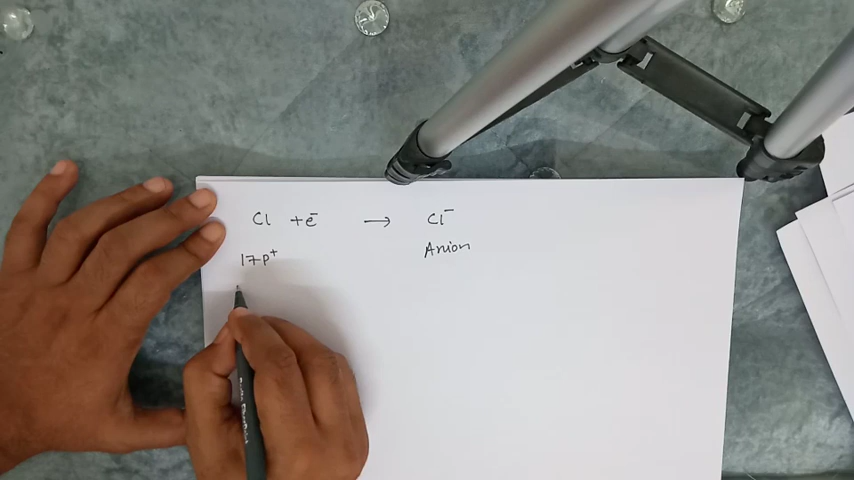 Cl + e⁻ → Cl⁻
17p⁺ Anion